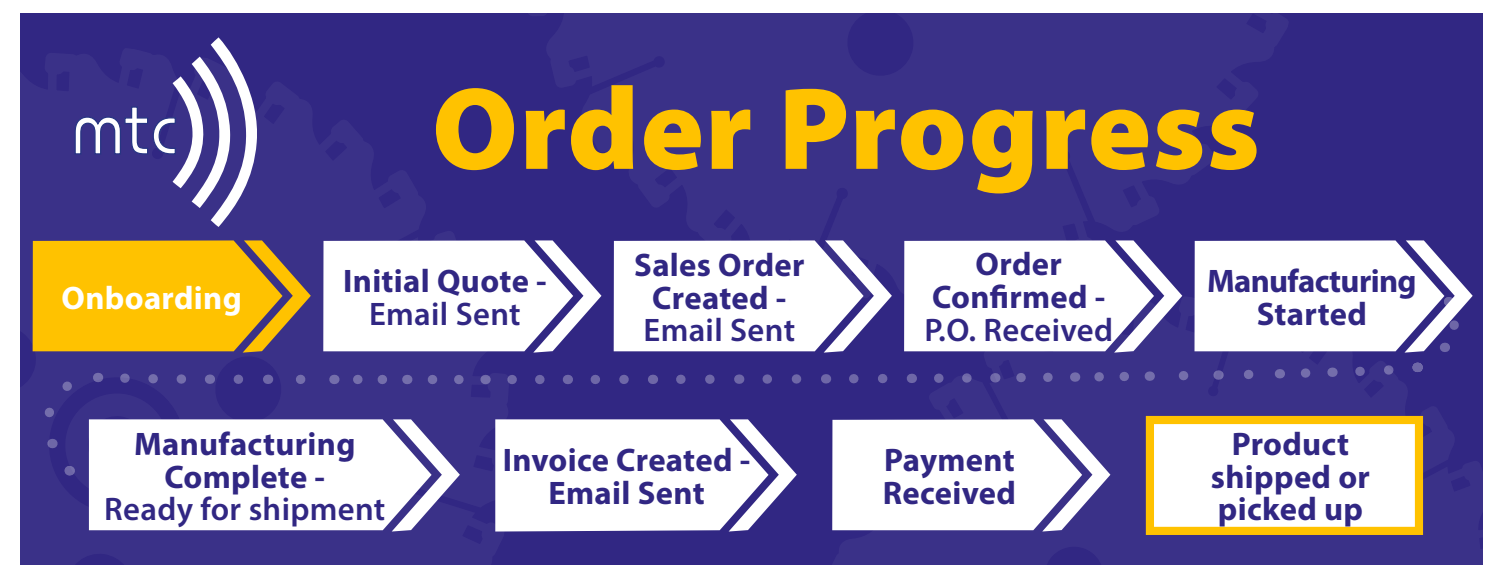 mtc
Order Progress
Onboarding
Initial Quote -
Email Sent
Sales Order
Created -
Email Sent
Order
Confirmed -
P.O. Received
Manufacturing
Started
Manufacturing
Complete -
Ready for shipment
Invoice Created -
Email Sent
Payment
Received
Product
shipped or
picked up